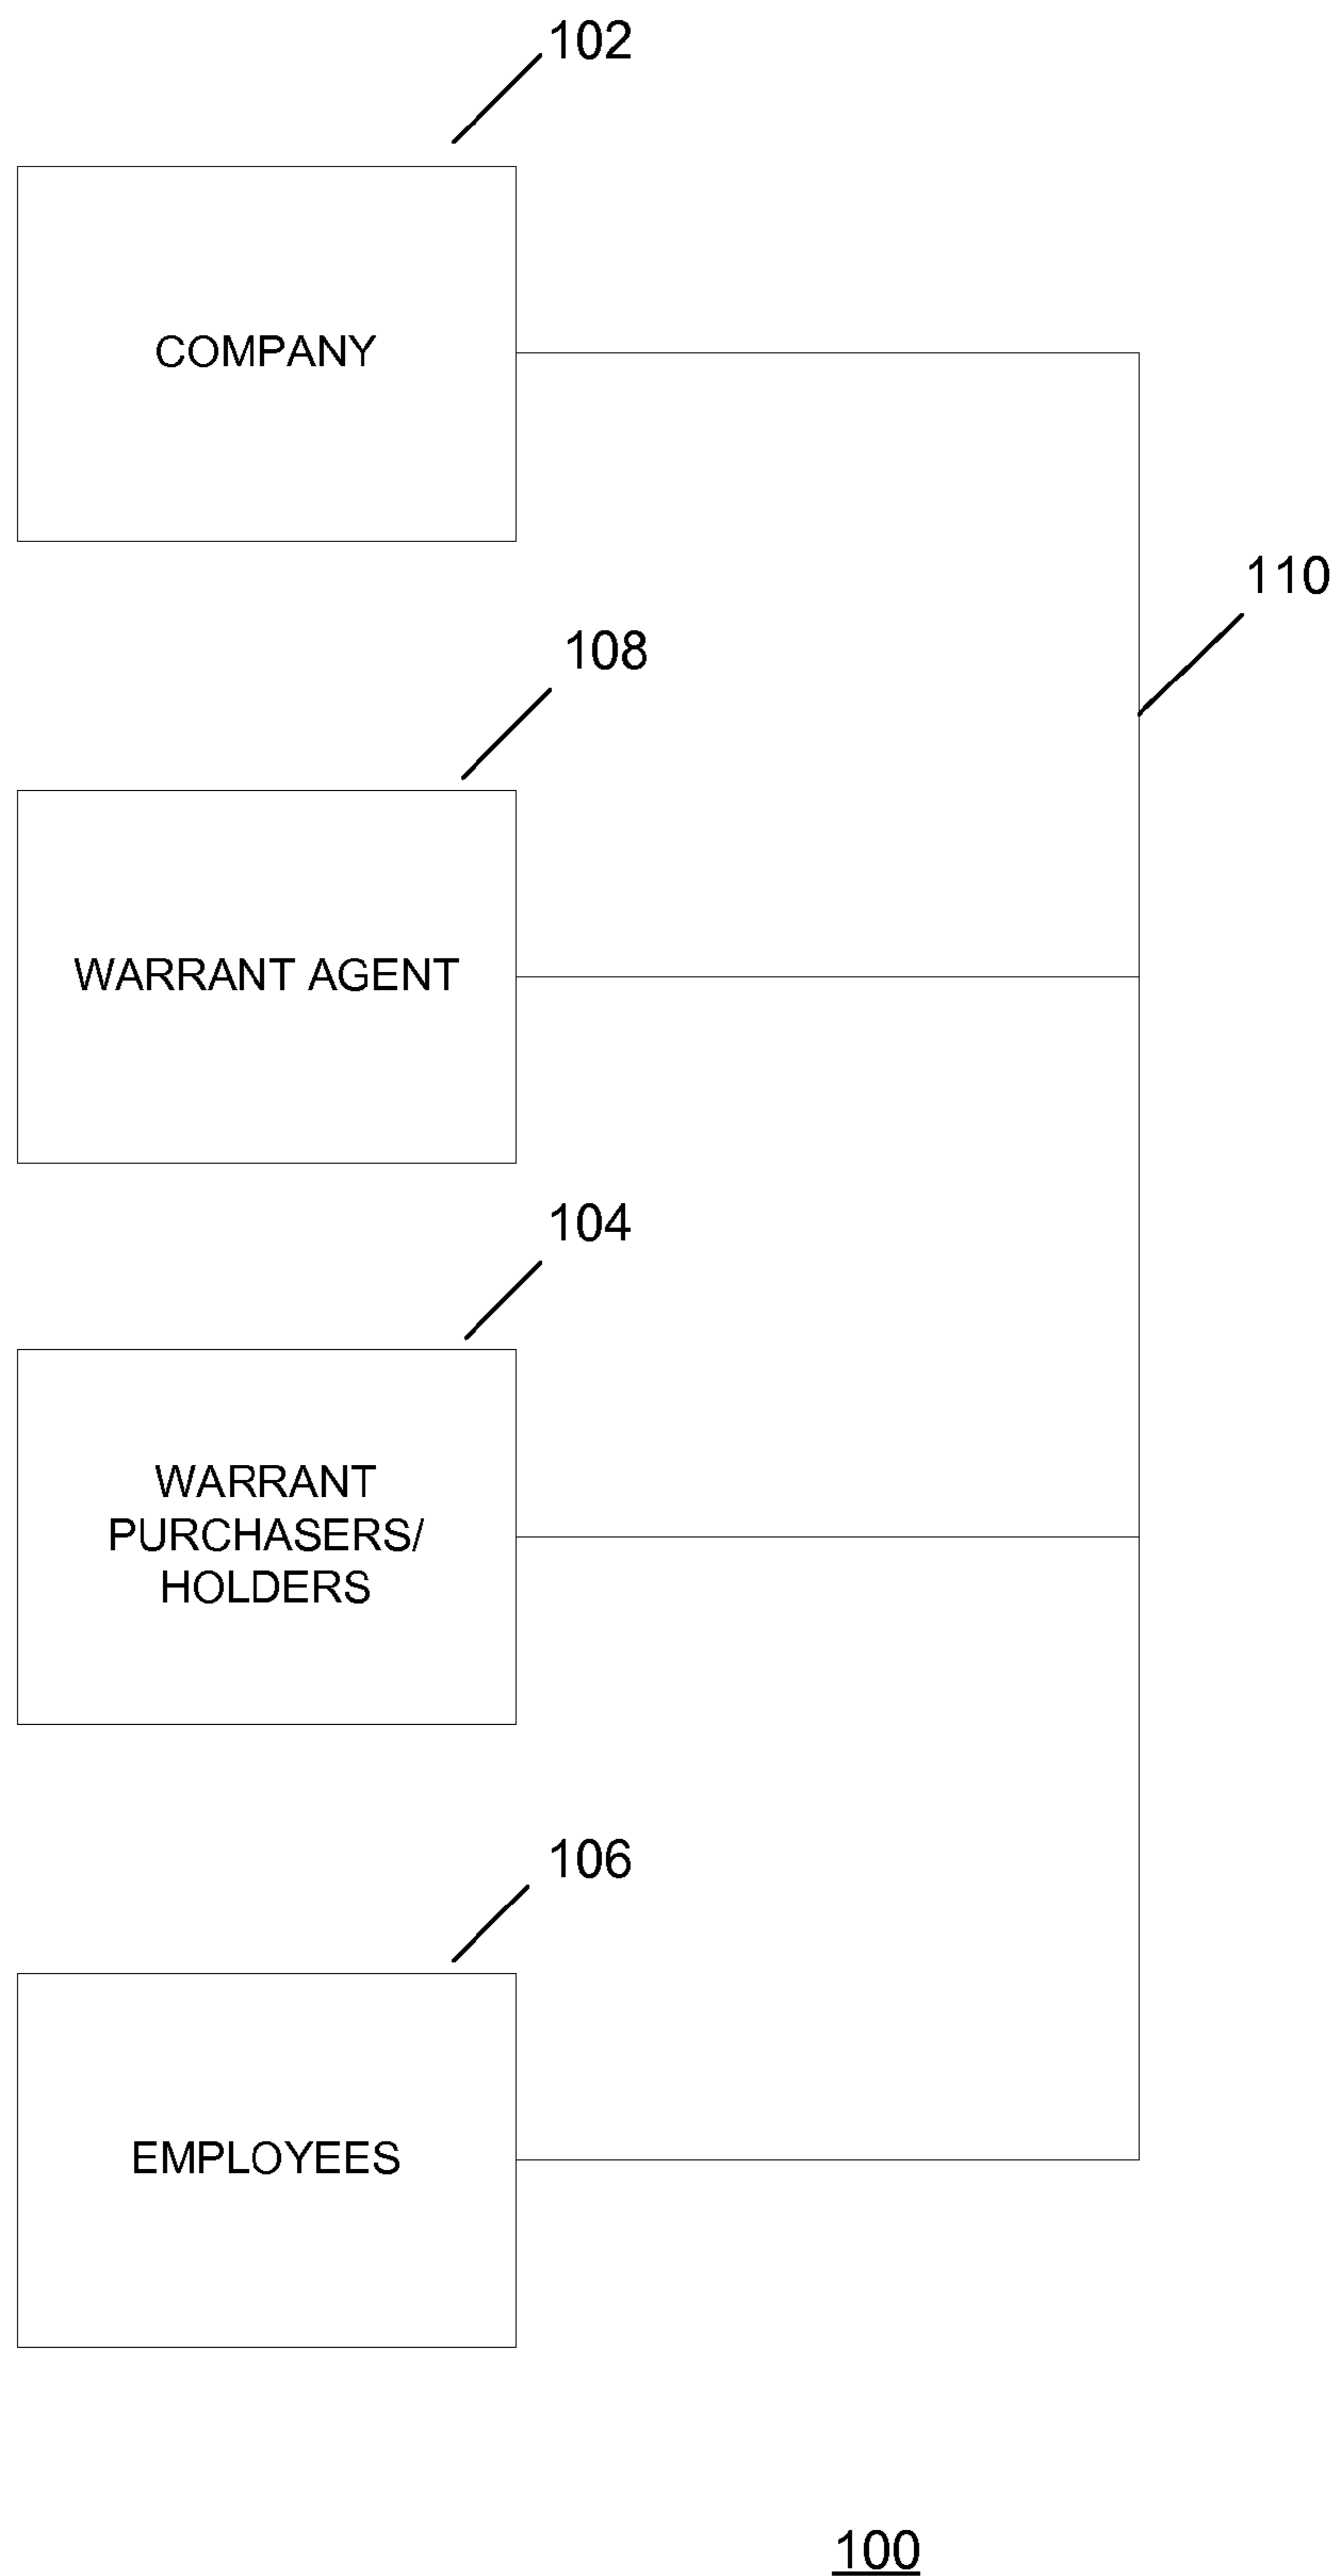 102
COMPANY
110
108
WARRANT AGENT
104
WARRANT
PURCHASERS/
HOLDERS
106
EMPLOYEES
100